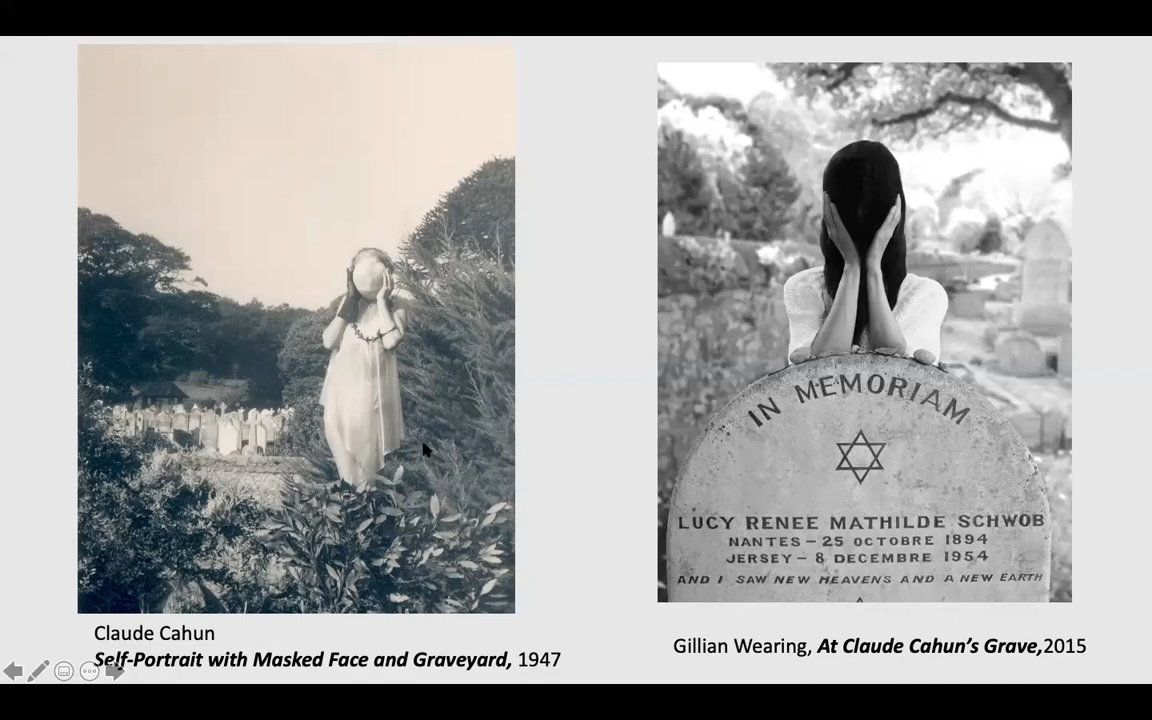 IN MEMORIAM
LUCY RENEE MATHILDE SCHWOB
NANTES – 25 OCTOBRE 1894
JERSEY – 8 DECEMBRE 1954
AND I SAW NEW HEAVENS AND A NEW EARTH
Claude Cahun
Self-Portrait with Masked Face and Graveyard, 1947
Gillian Wearing, At Claude Cahun's Grave,2015